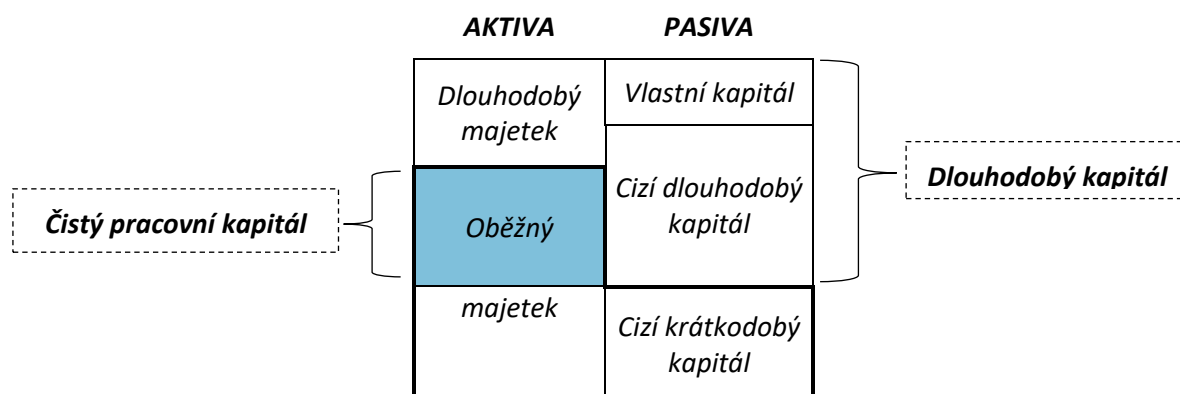 AKTIVA PASIVA
Dlouhodobý
majetek
Vlastní kapitál
Čistý pracovní kapitál
Oběžný
majetek
Cizí dlouhodobý
kapitál
Dlouhodobý kapitál
Cizí krátkodobý
kapitál